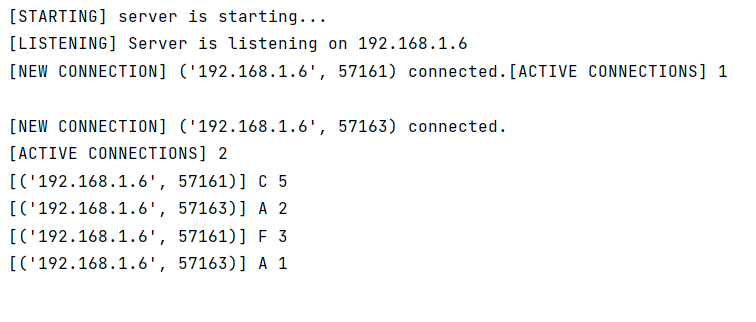 [STARTING] server is starting...
[LISTENING] Server is listening on 192.168.1.6
[NEW CONNECTION] ('192.168.1.6', 57161) connected.[ACTIVE CONNECTIONS] 1
[NEW CONNECTION] ('192.168.1.6', 57163) connected.
[ACTIVE CONNECTIONS] 2
[('192.168.1.6', 57161)] C 5
[('192.168.1.6', 57163)] A 2
[('192.168.1.6', 57161)] F 3
[('192.168.1.6', 57163)] A 1